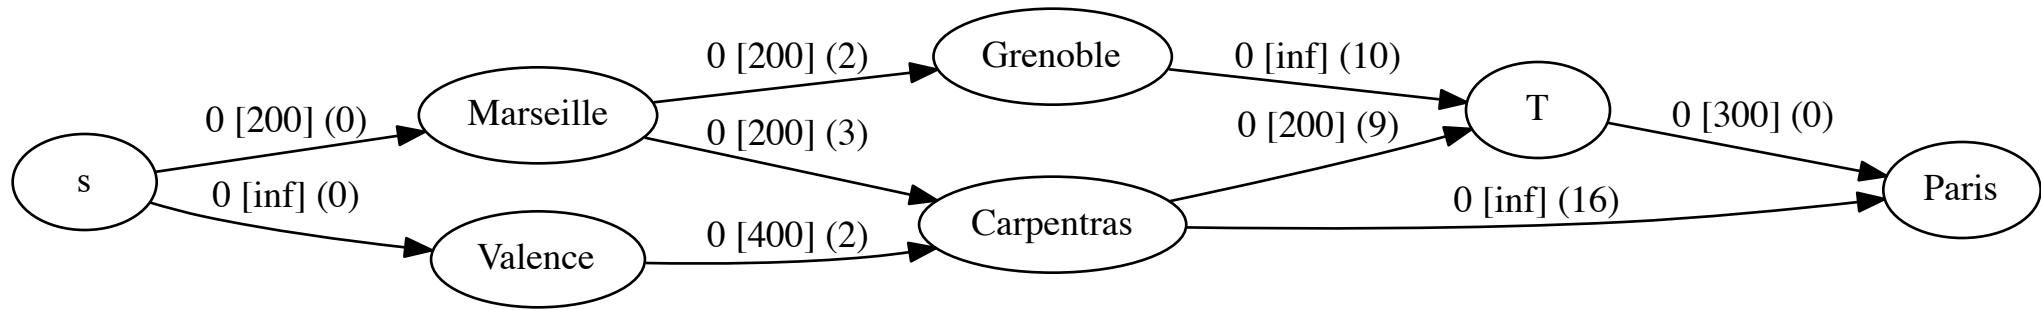 0 [200] (2)
Grenoble
0 [inf] (10)
0 [200] (0)
Marseille
0 [200] (3)
0 [200] (9)
T
0 [300] (0)
s
0 [inf] (0)
Valence
0 [400] (2)
Carpentras
0 [inf] (16)
Paris